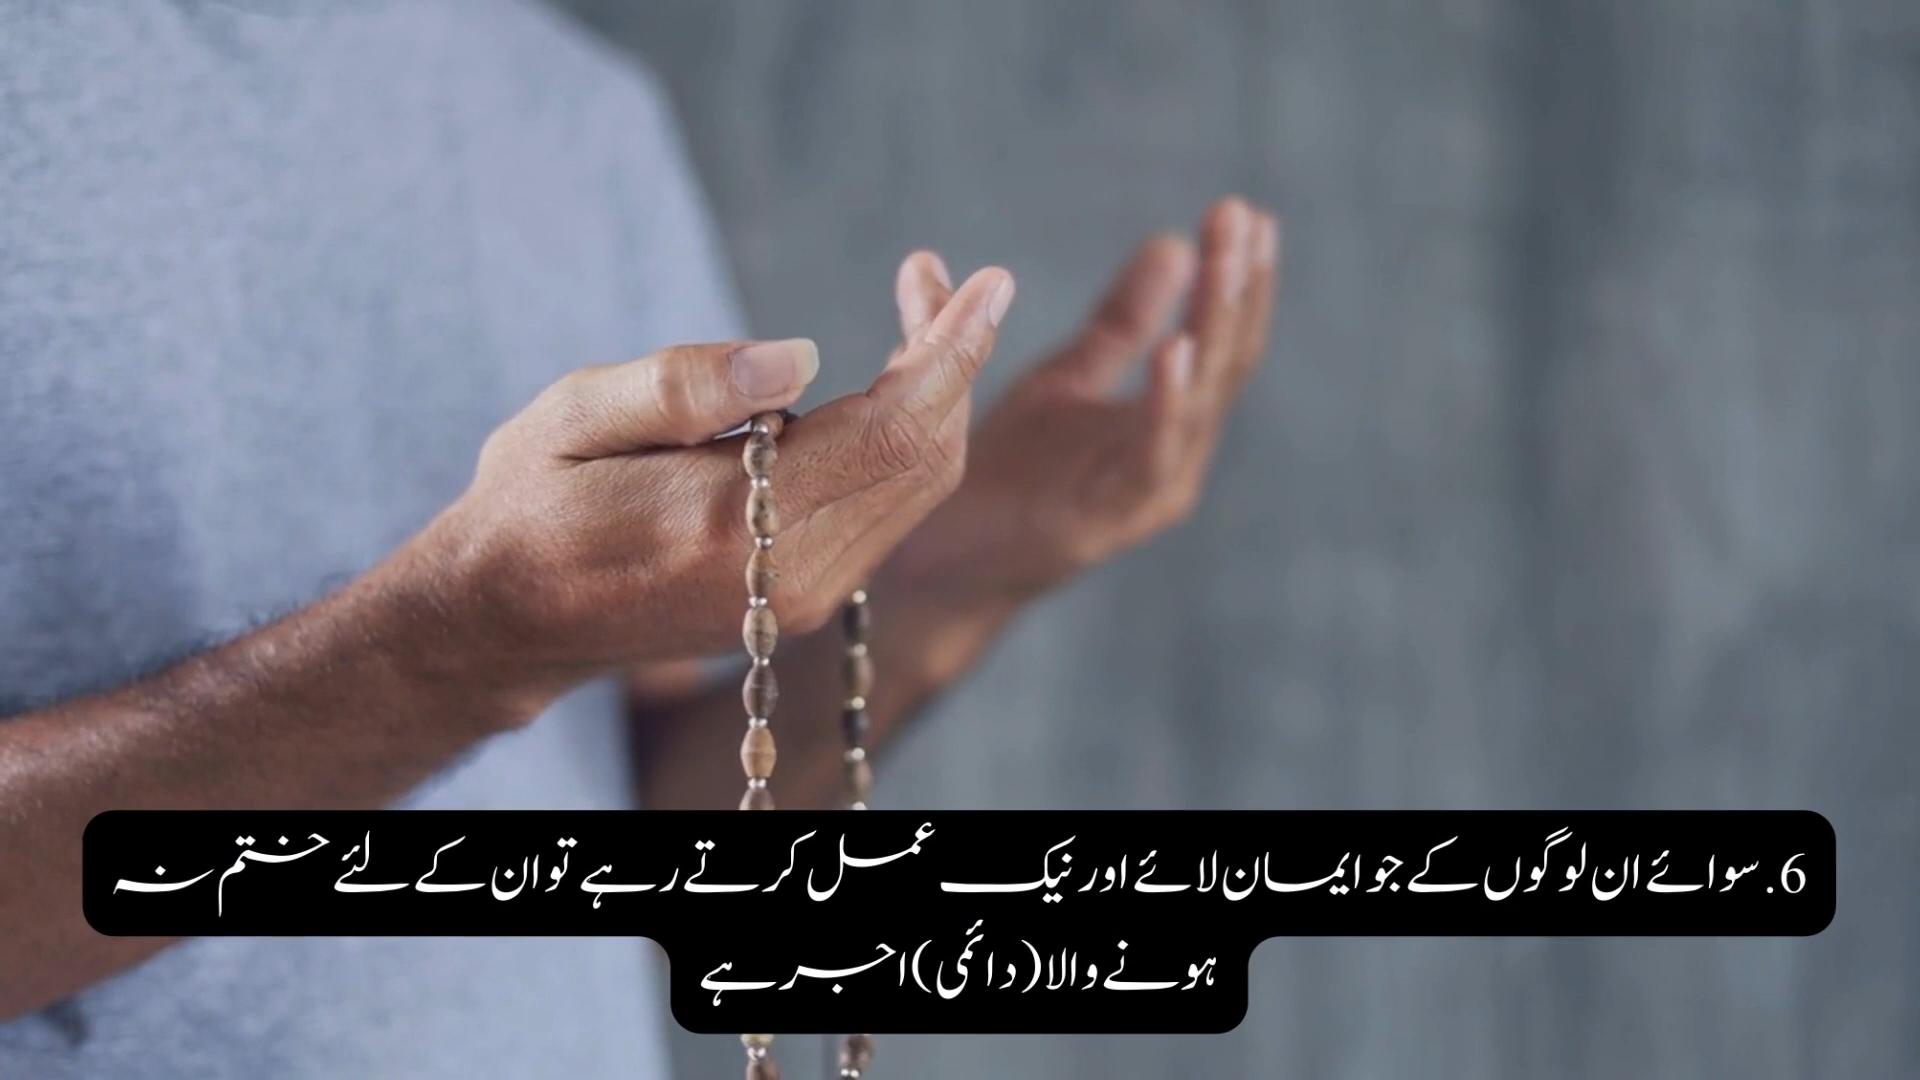 6. سوائے ان لوگوں کے جو ایمان لائے اور نیک عمل کرتے رہے تو ان کے لئے ختم نہ
ہونے والا (دائمی) اجر ہے